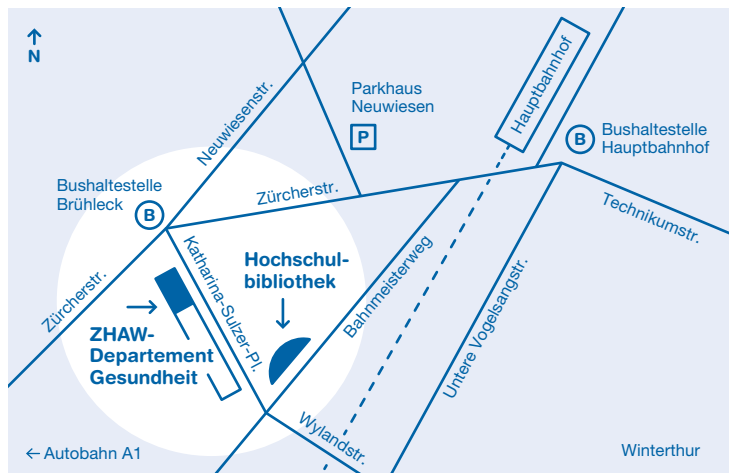 N
Neuwiesenstr.
Parkhaus
Neuwiesen
P
Hauptbahnhof
B
Bushaltestelle
Hauptbahnhof
Bushaltestelle
Brühleck
B
Zürcherstr.
Technikumstr.
Zürcherstr.
Katharina-Sulzer-Pl.
Hochschul-
bibliothek
Bahnmeisterweg
Untere Vogelsangstr.
ZHAW-
Departement
Gesundheit
Wylandstr.
← Autobahn A1
Winterthur